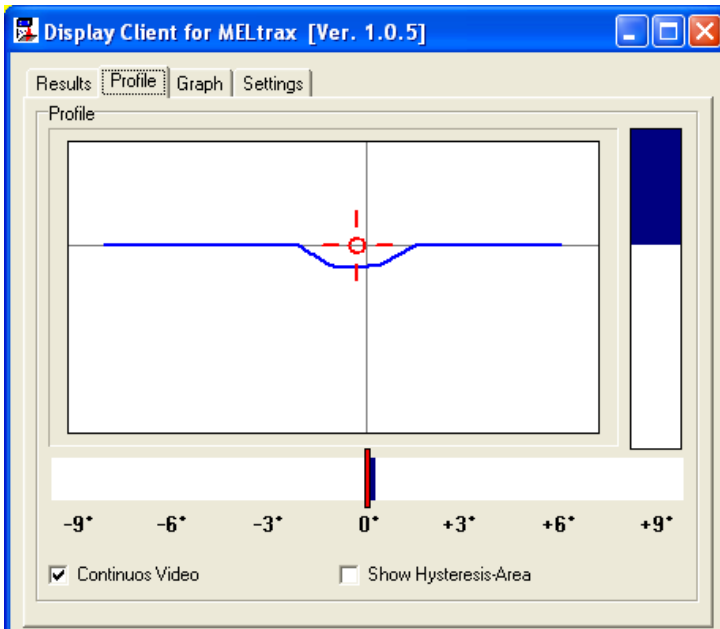 Display Client for MELtrax [Ver. 1.0.5]
Results Profile Graph Settings
Profile
-9° -6° -3° 0° +3° +6° +9°
Continuos Video Show Hysteresis-Area